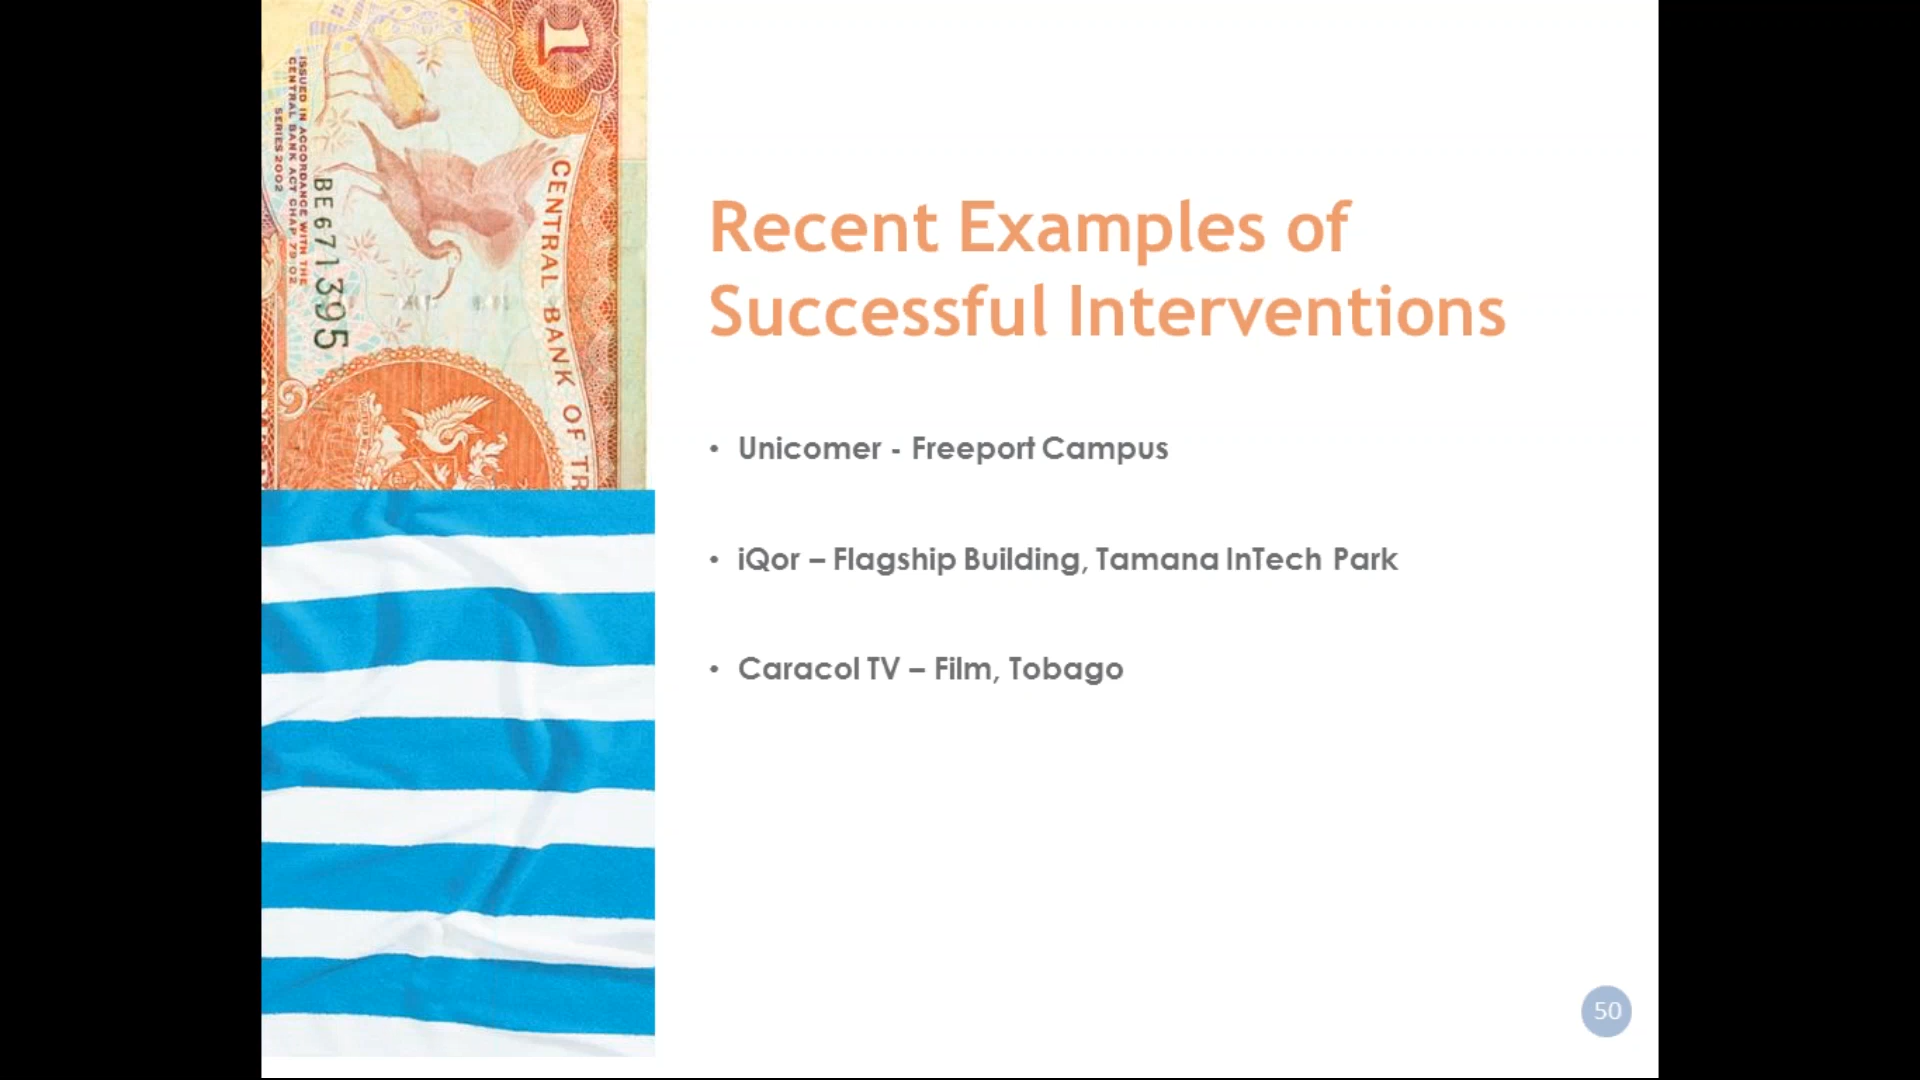 1
ISSUED IN ACCORDANCE WITH THE
CENTRAL BANK ACT CHAP. 79:02
SERIES 2002
BE671395
CENTRAL BANK OF TR
Recent Examples of
Successful Interventions
• Unicomer - Freeport Campus
• iQor – Flagship Building, Tamana InTech Park
• Caracol TV – Film, Tobago
50